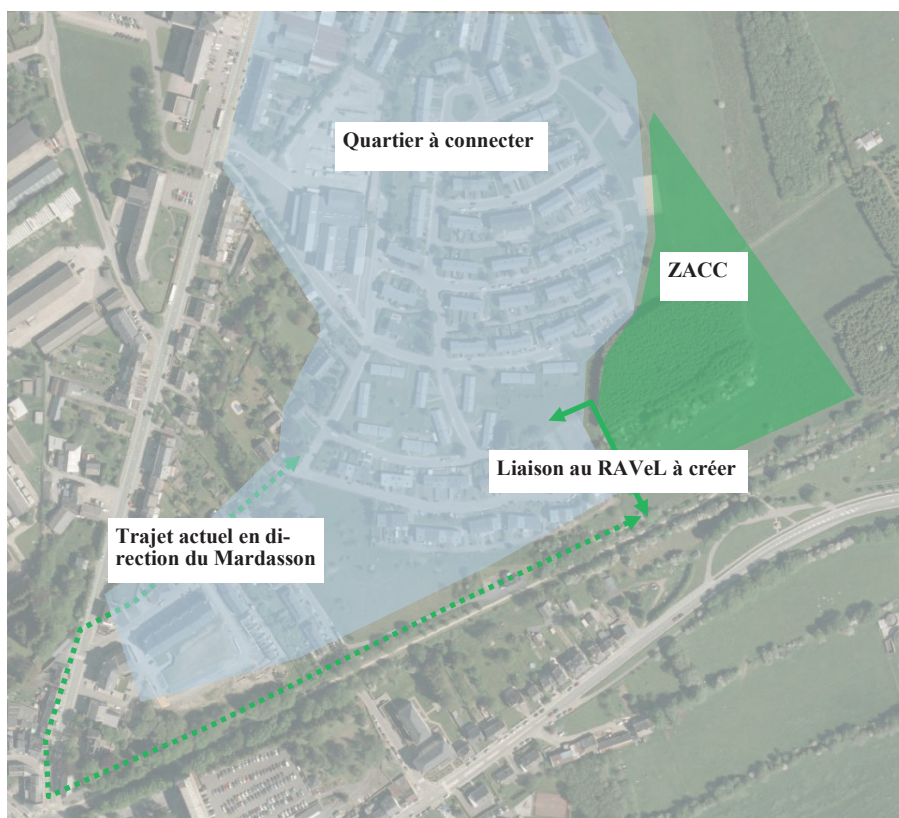 Quartier à connecter
ZACC
Liaison au RAVeL à créer
Trajet actuel en di-
rection du Mardasson